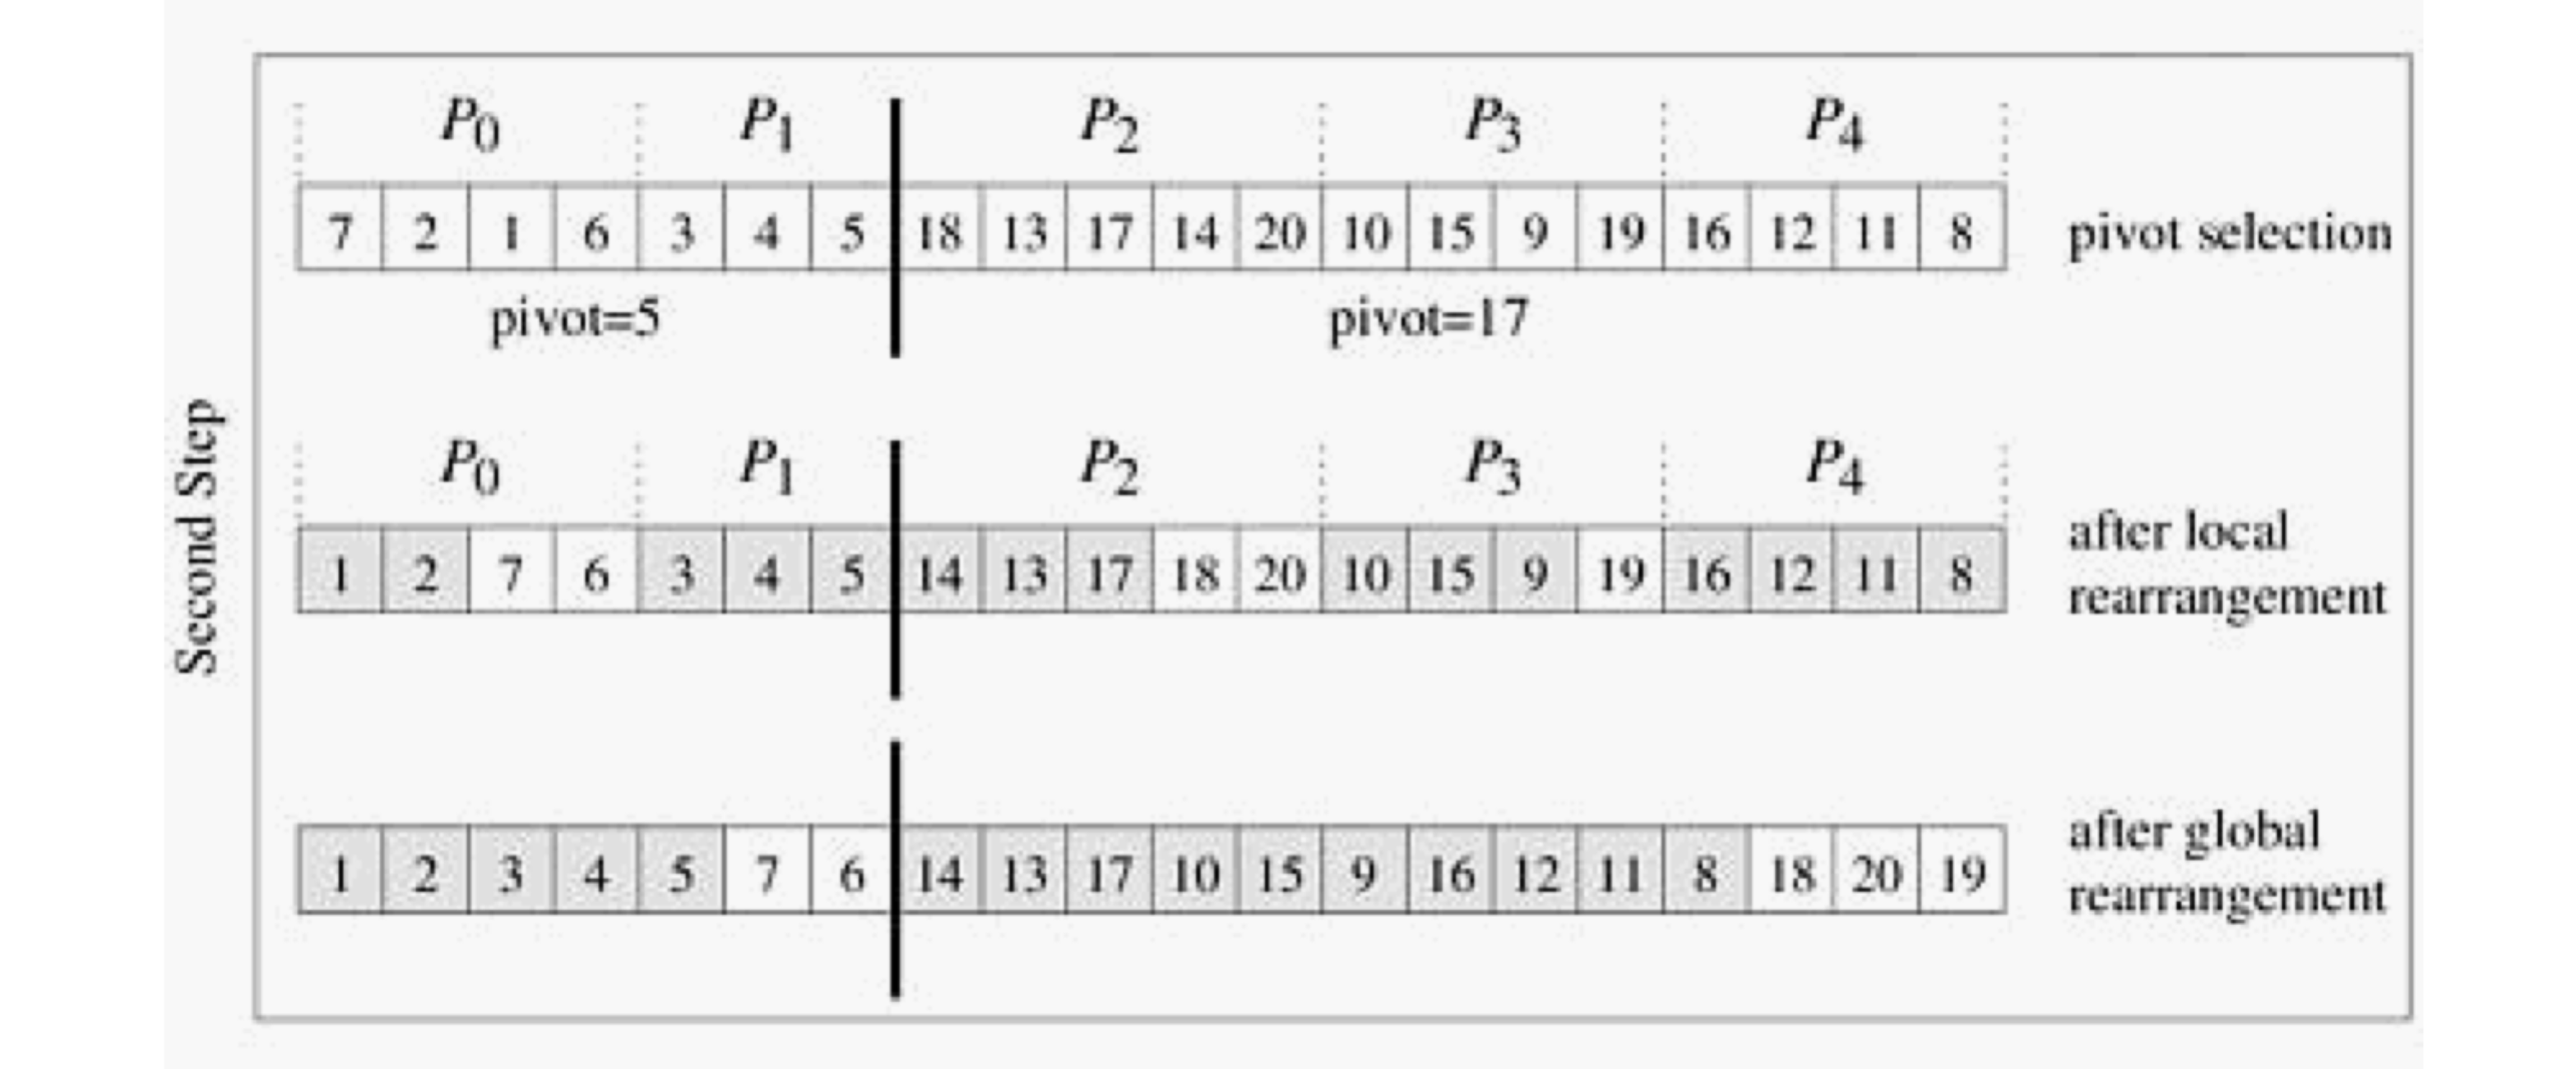 P0 P1 P2 P3 P4
7 2 1 6 3 4 5 18 13 17 14 20 10 15 9 19 16 12 11 8 pivot selection
pivot=5 pivot=17
Second Step
P0 P1 P2 P3 P4
1 2 7 6 3 4 5 14 13 17 18 20 10 15 9 19 16 12 11 8 after local
rearrangement
1 2 3 4 5 7 6 14 13 17 10 15 9 16 12 11 8 18 20 19 after global
rearrangement